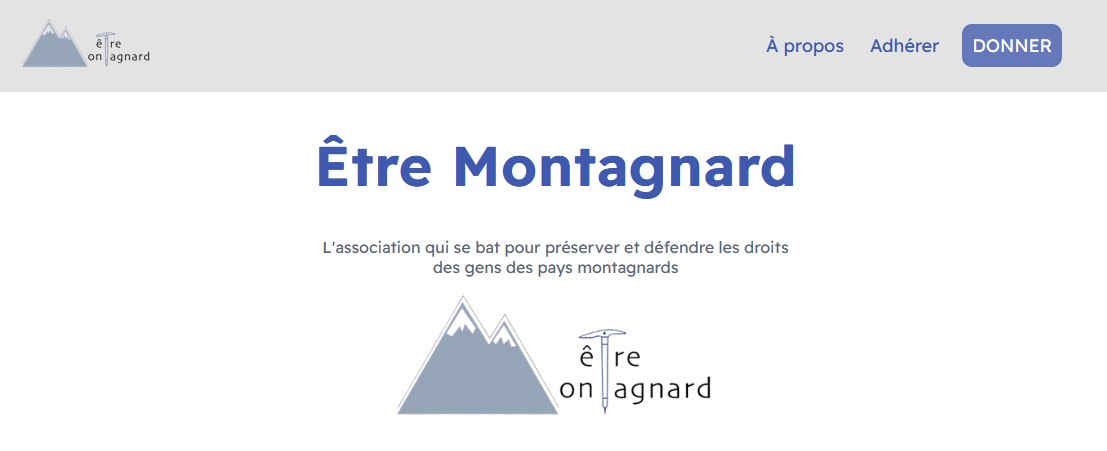 être
ontagnard
À propos
Adhérer
DONNER
Être Montagnard
L'association qui se bat pour préserver et défendre les droits
des gens des pays montagnards
être
ontagnard